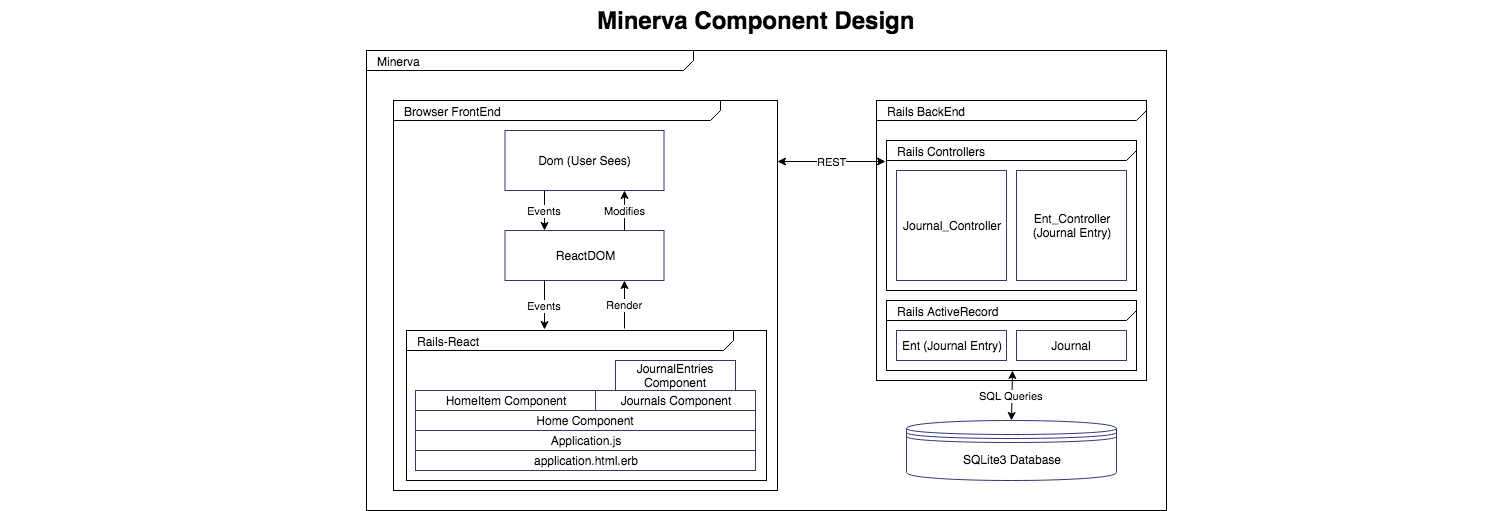 Minerva Component Design
Minerva
Browser FrontEnd
Dom (User Sees)
Events
Modifies
ReactDOM
Events
Render
Rails-React
JournalEntries
Component
HomeItem Component
Journals Component
Home Component
Application.js
application.html.erb
REST
Rails BackEnd
Rails Controllers
Journal_Controller
Ent_Controller
(Journal Entry)
Rails ActiveRecord
Ent (Journal Entry)
Journal
SQL Queries
SQLite3 Database